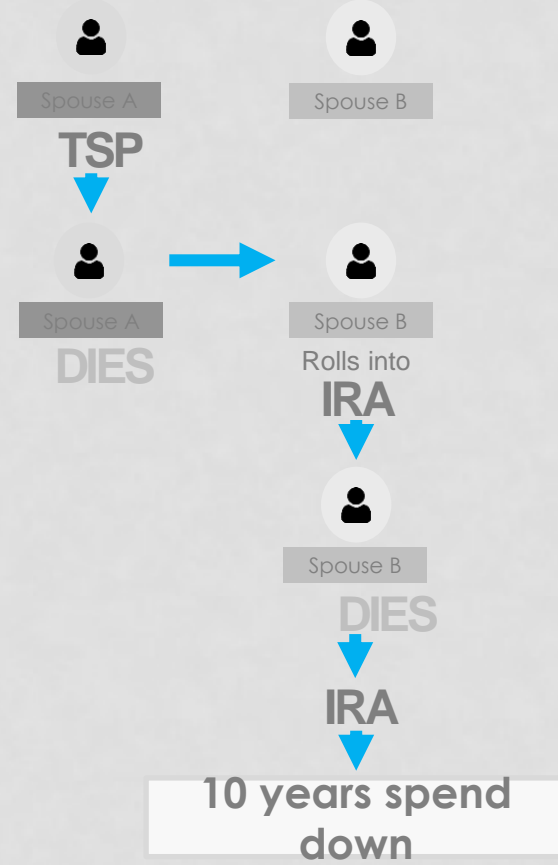 Spouse A
Spouse B
TSP
Spouse A
DIES
Spouse B
Rolls into
IRA
Spouse B
DIES
IRA
10 years spend
down